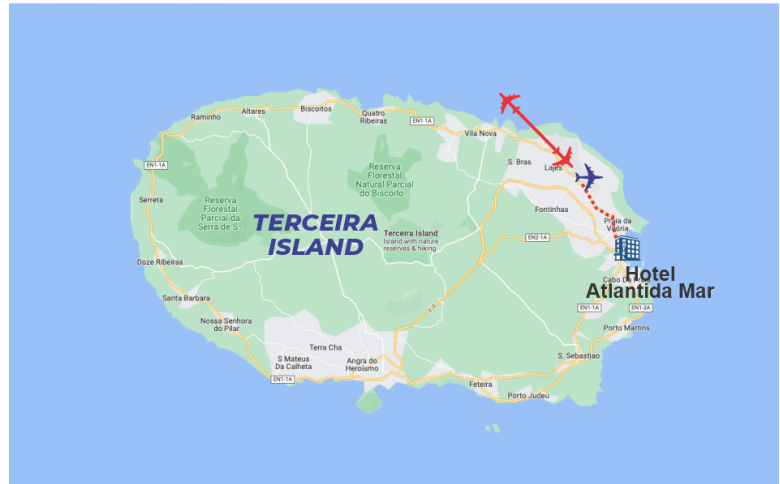 Raminho
Altares
Biscoitos
Quatro
Ribeiras
EN1-1A
Vila Nova
S. Bras
Lajes
EN1-1A
Reserva
Florestal
Natural Parcial
do Biscoito
Serreta
Reserva
Florestal
Parcial da
Serra de S...
Fontinhas
Praia da
Vitória
TERCEIRA
ISLAND
Terceira Island
Island with nature
reserves & hiking
EN2-1A
Doze Ribeiras
Hotel
Atlantida Mar
Santa Barbara
V.R.
EN1-1A
EN1-2A
Nossa Senhora
do Pilar
Porto Martins
Terra Cha
S Mateus
Da Calheta
Angra do
Heroísmo
S. Sebastiao
EN1-1A
Feteira
Porto Judeu